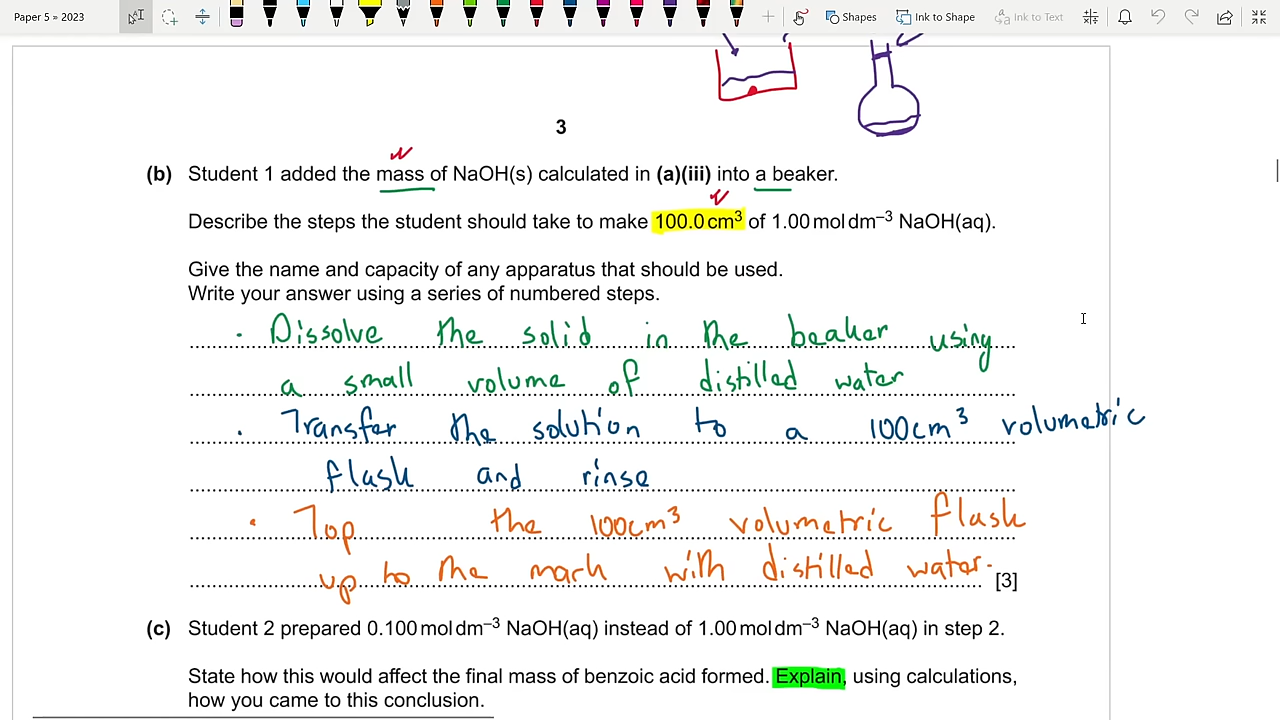 Paper 5 » 2023
Shapes
Ink to Shape
Ink to Text
3
(b) Student 1 added the mass of NaOH(s) calculated in (a)(iii) into a beaker.
Describe the steps the student should take to make 100.0 cm³ of 1.00 mol dm⁻³ NaOH(aq).
Give the name and capacity of any apparatus that should be used.
Write your answer using a series of numbered steps.
· Dissolve the solid in the beaker using
a small volume of distilled water
· Transfer the solution to a 100cm³ volumetric
flask and rinse
· Top the 100cm³ volumetric flask
up to the mark with distilled water. [3]
(c) Student 2 prepared 0.100 mol dm⁻³ NaOH(aq) instead of 1.00 mol dm⁻³ NaOH(aq) in step 2.
State how this would affect the final mass of benzoic acid formed. Explain, using calculations,
how you came to this conclusion.